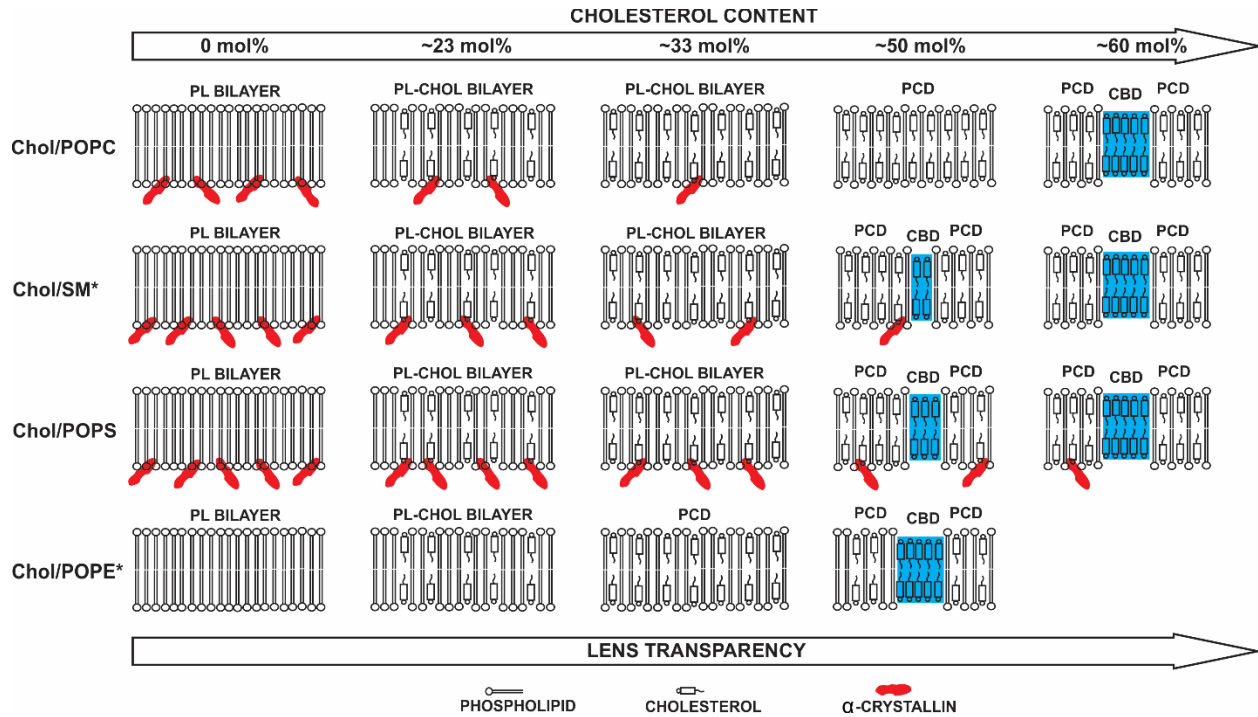 CHOLESTEROL CONTENT
0 mol% ~23 mol% ~33 mol% ~50 mol% ~60 mol%
PL BILAYER PL-CHOL BILAYER PL-CHOL BILAYER PCD PCD CBD PCD
Chol/POPC
PL BILAYER PL-CHOL BILAYER PL-CHOL BILAYER PCD CBD PCD PCD CBD PCD
Chol/SM*
PL BILAYER PL-CHOL BILAYER PL-CHOL BILAYER PCD CBD PCD PCD CBD PCD
Chol/POPS
PL BILAYER PL-CHOL BILAYER PCD PCD CBD PCD
Chol/POPE*
LENS TRANSPARENCY
PHOSPHOLIPID CHOLESTEROL α-CRYSTALLIN